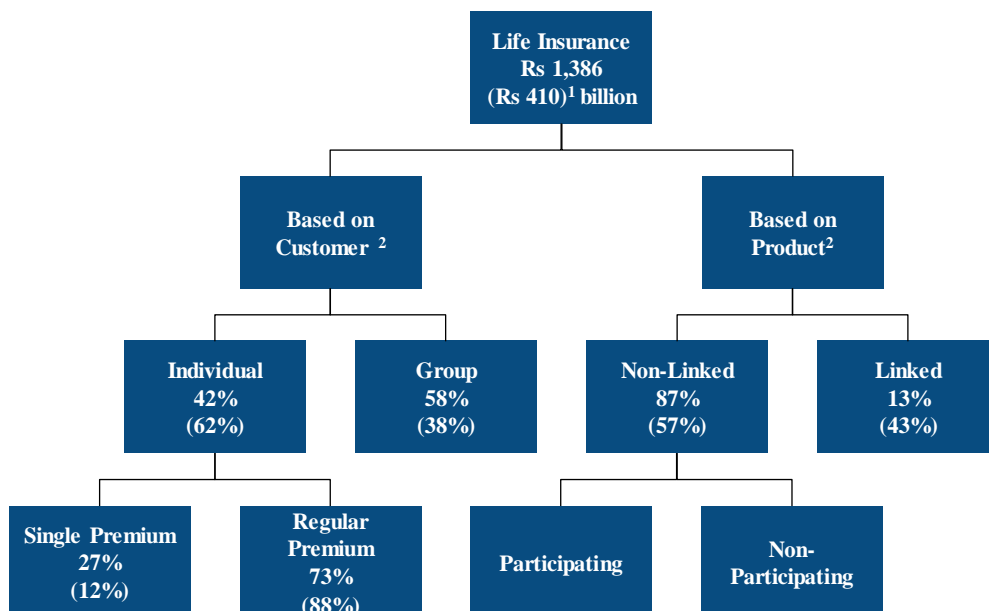 Life Insurance
Rs 1,386
(Rs 410)1 billion
Based on
Customer 2
Based on
Product2
Individual
42%
(62%)
Group
58%
(38%)
Non-Linked
87%
(57%)
Linked
13%
(43%)
Single Premium
27%
(12%)
Regular
Premium
73%
(88%)
Participating
Non-
Participating